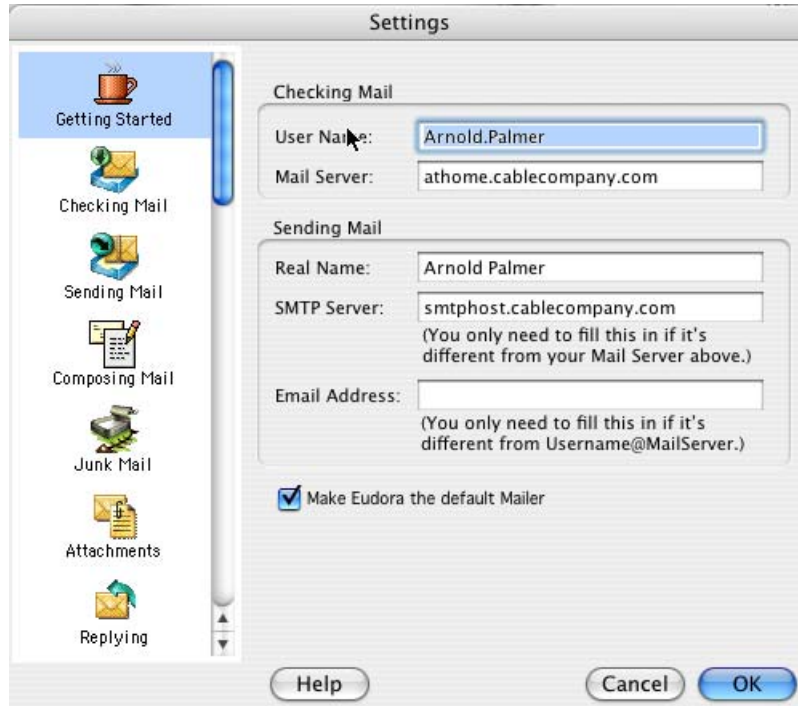 Settings
Getting Started
Checking Mail
Sending Mail
Composing Mail
Junk Mail
Attachments
Replying
Checking Mail
User Name: Arnold.Palmer
Mail Server: athome.cablecompany.com
Sending Mail
Real Name: Arnold Palmer
SMTP Server: smtphost.cablecompany.com
(You only need to fill this in if it's
different from your Mail Server above.)
Email Address:
(You only need to fill this in if it's
different from Username@MailServer.)
Make Eudora the default Mailer
Help Cancel OK